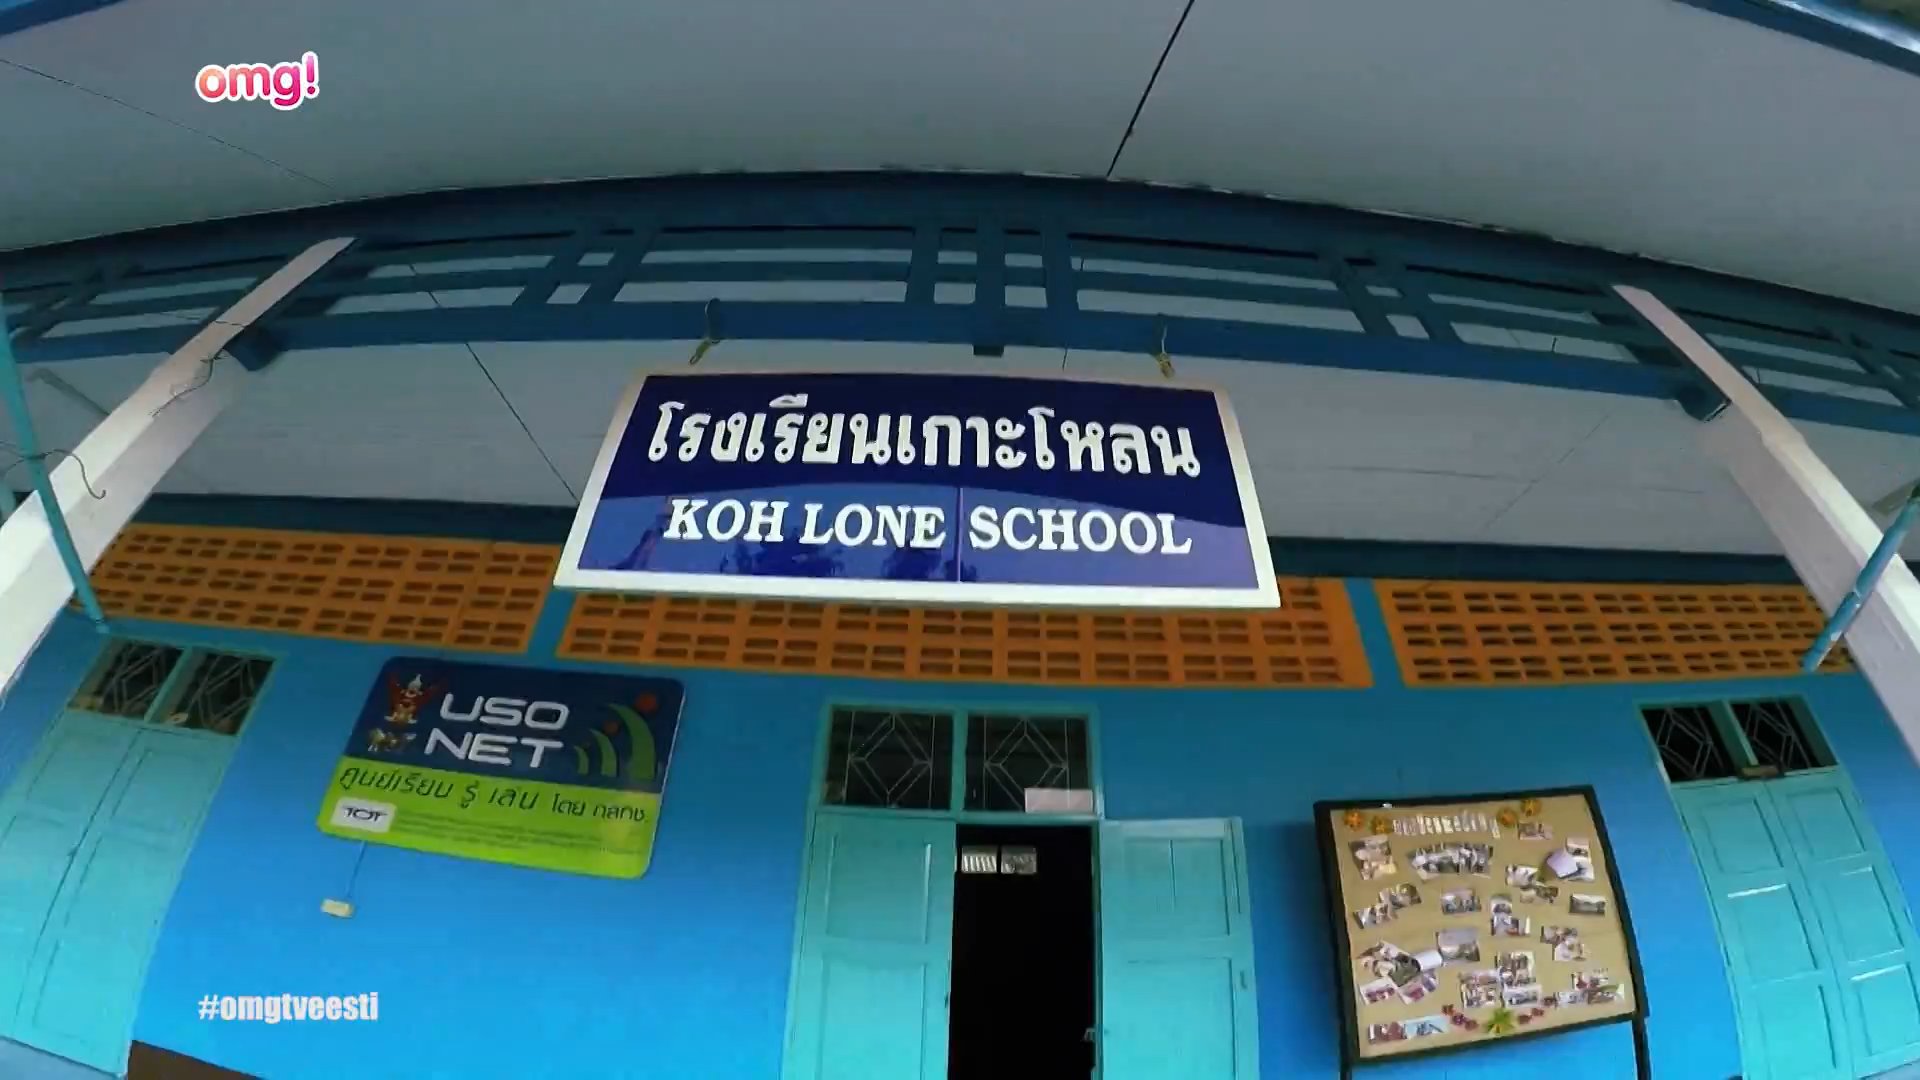 omg!
โรงเรียนเกาะโหลน
KOH LONE SCHOOL
USO
NET
ศูนย์เรียน รู้ เล่น โดย กสทช.
TOT
#omgtveesti